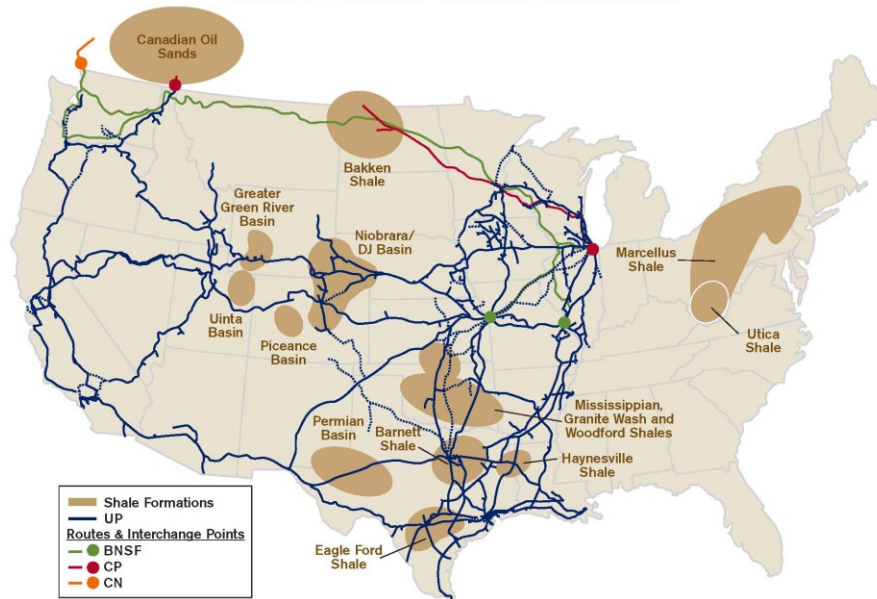 Canadian Oil
Sands
Bakken
Shale
Greater
Green River
Basin
Niobrara/
DJ Basin
Marcellus
Shale
Uinta
Basin
Piceance
Basin
Utica
Shale
Mississippian,
Granite Wash and
Woodford Shales
Permian
Basin
Barnett
Shale
Haynesville
Shale
Eagle Ford
Shale
Shale Formations
UP
Routes & Interchange Points
BNSF
CP
CN